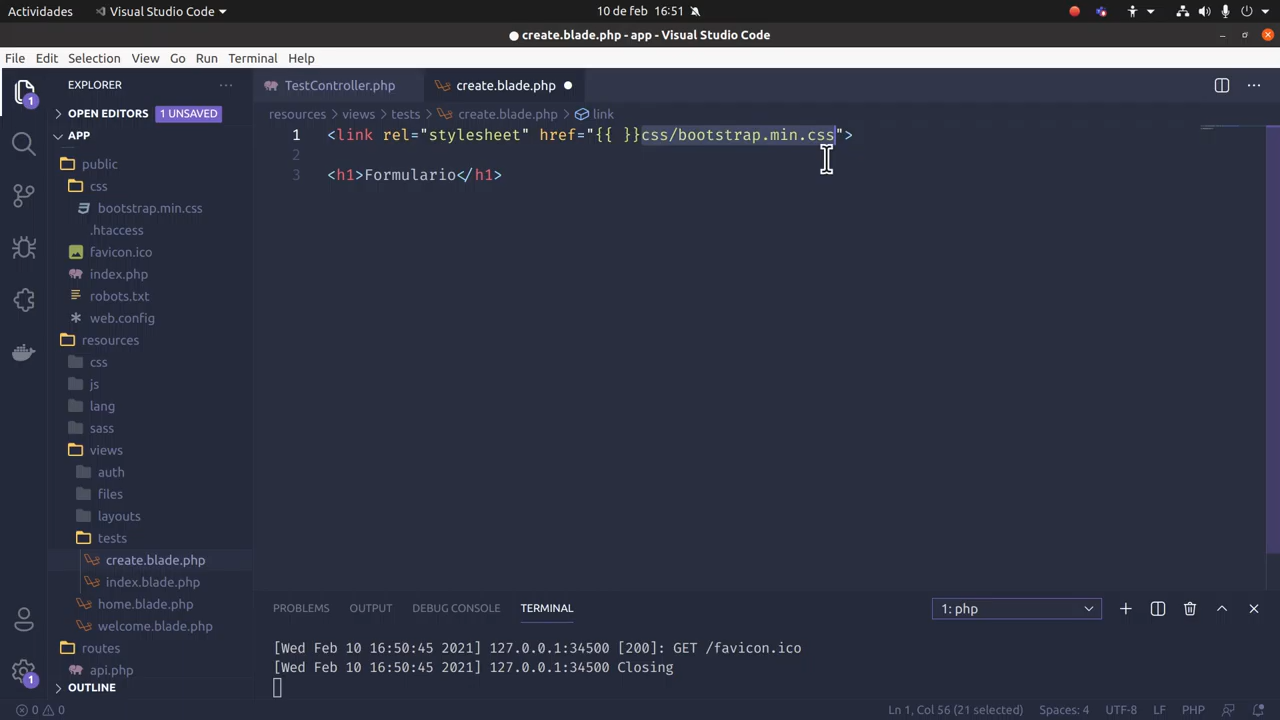 Actividades
Visual Studio Code
10 de feb 16:51
create.blade.php - app - Visual Studio Code
File Edit Selection View Go Run Terminal Help
EXPLORER
OPEN EDITORS 1 UNSAVED
APP
public
css
bootstrap.min.css
.htaccess
favicon.ico
index.php
robots.txt
web.config
resources
css
js
lang
sass
views
auth
files
layouts
tests
create.blade.php
index.blade.php
home.blade.php
welcome.blade.php
routes
api.php
OUTLINE
1
1
TestController.php
create.blade.php
resources > views > tests > create.blade.php > link
1 <link rel="stylesheet" href="{{ }}css/bootstrap.min.css">
2
3 <h1>Formulario</h1>
PROBLEMS OUTPUT DEBUG CONSOLE TERMINAL
1: php
[Wed Feb 10 16:50:45 2021] 127.0.0.1:34500 [200]: GET /favicon.ico
[Wed Feb 10 16:50:45 2021] 127.0.0.1:34500 Closing
0 0
Ln 1, Col 56 (21 selected) Spaces: 4 UTF-8 LF PHP